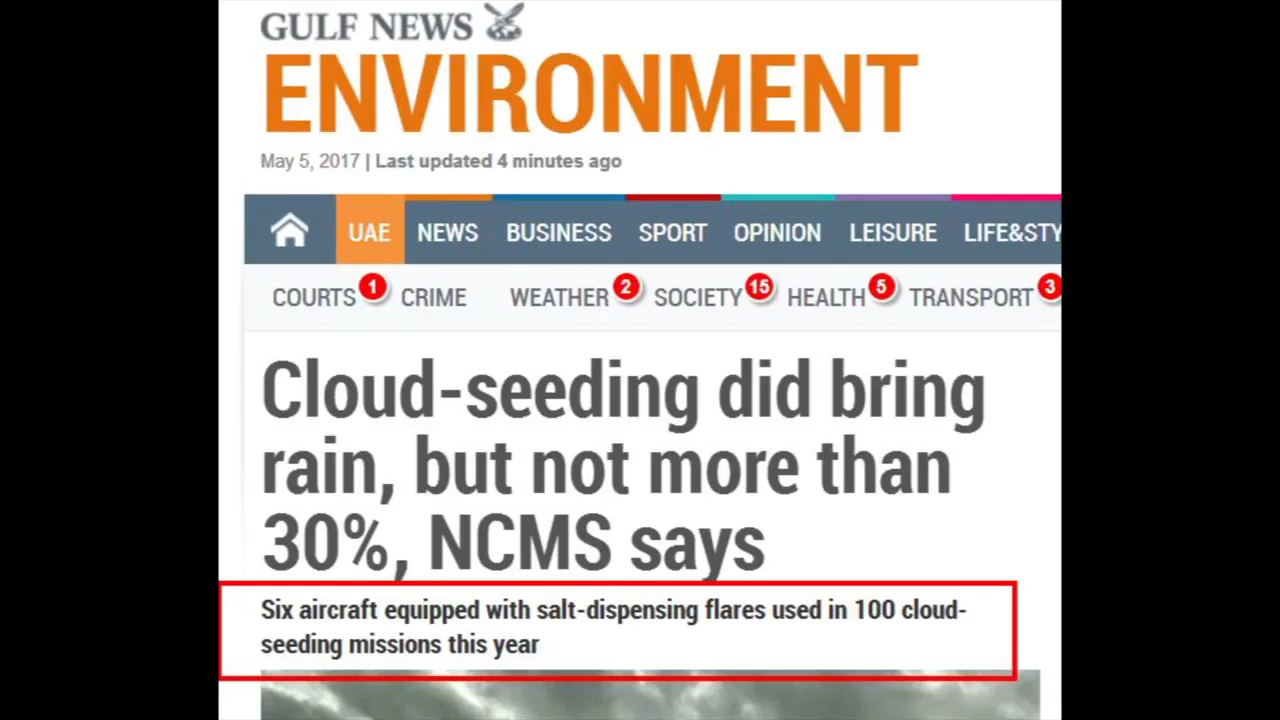 GULF NEWS
ENVIRONMENT
May 5, 2017 | Last updated 4 minutes ago
UAE NEWS BUSINESS SPORT OPINION LEISURE LIFE&STY
COURTS 1 CRIME WEATHER 2 SOCIETY 15 HEALTH 5 TRANSPORT 3
Cloud-seeding did bring
rain, but not more than
30%, NCMS says
Six aircraft equipped with salt-dispensing flares used in 100 cloud-
seeding missions this year